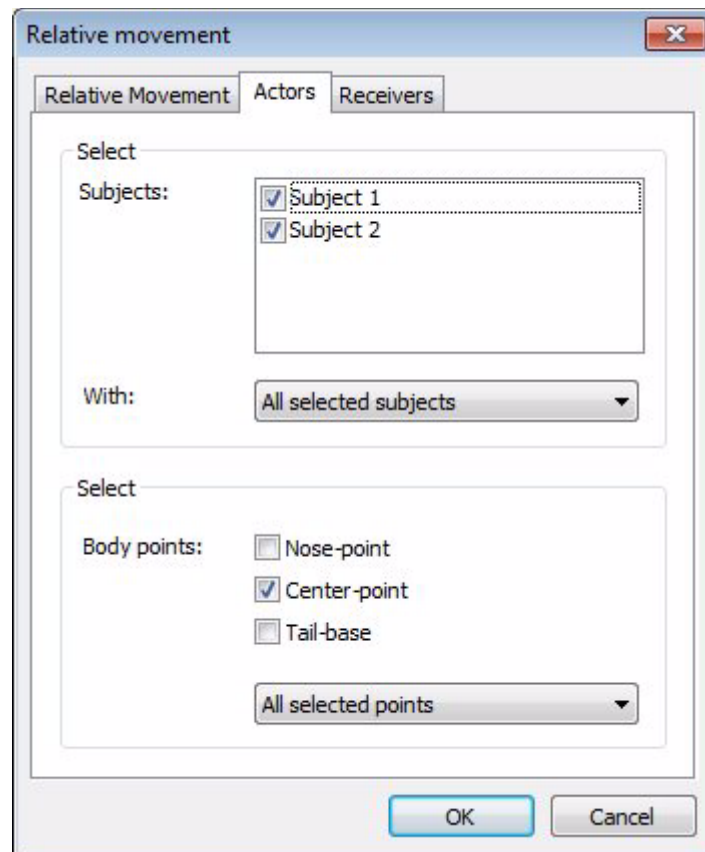 Relative movement
Relative Movement Actors Receivers
Select
Subjects: Subject 1
Subject 2
With: All selected subjects
Select
Body points: Nose-point
Center-point
Tail-base
All selected points
OK Cancel